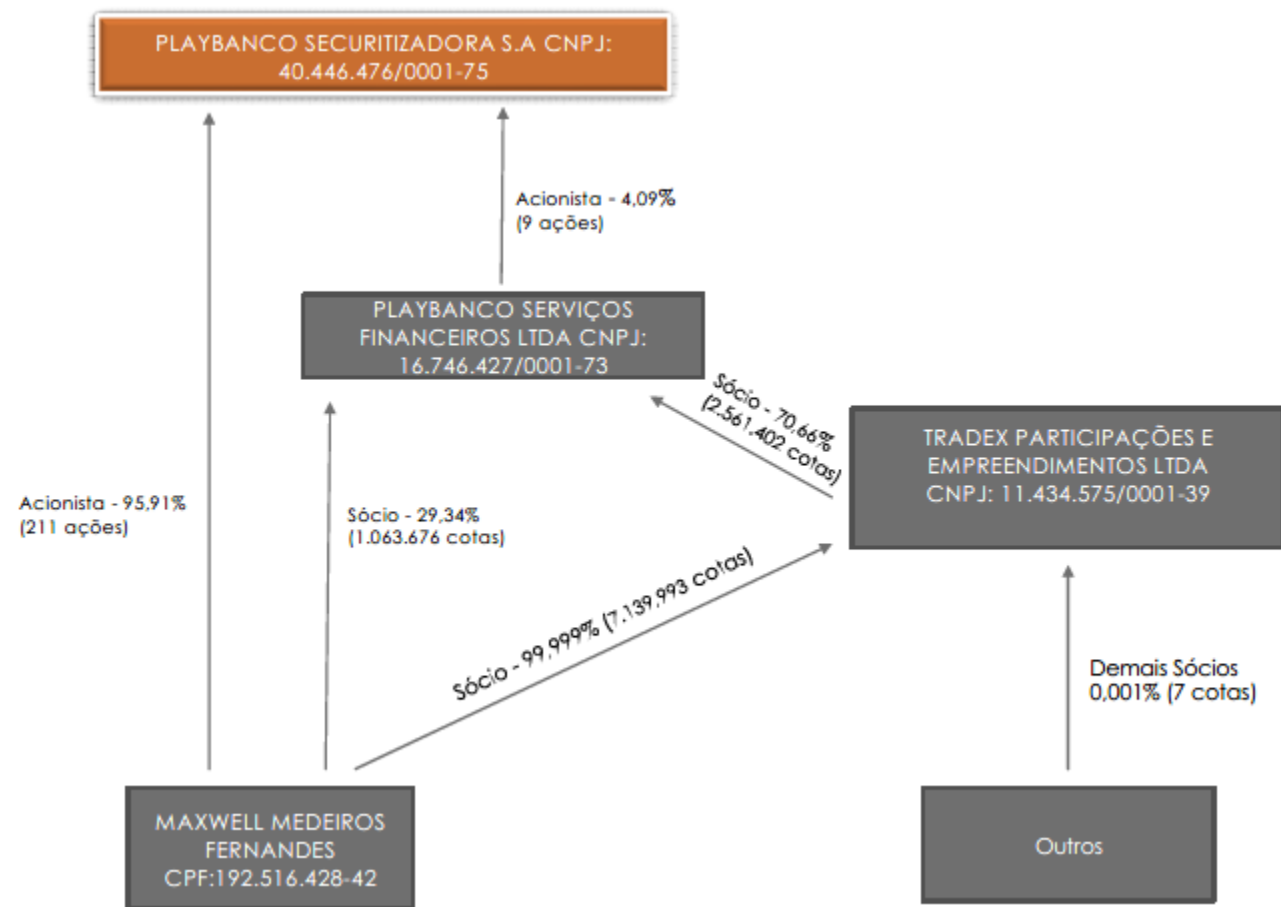 PLAYBANCO SECURITIZADORA S.A CNPJ:
40.446.476/0001-75
Acionista - 4,09%
(9 ações)
PLAYBANCO SERVIÇOS
FINANCEIROS LTDA CNPJ:
16.746.427/0001-73
Sócio - 70,66%
(2.561.402 cotas)
TRADEX PARTICIPAÇÕES E
EMPREENDIMENTOS LTDA
CNPJ: 11.434.575/0001-39
Acionista - 95,91%
(211 ações)
Sócio - 29,34%
(1.063.676 cotas)
Sócio - 99,999% (7.139.993 cotas)
Demais Sócios
0,001% (7 cotas)
MAXWELL MEDEIROS
FERNANDES
CPF:192.516.428-42
Outros